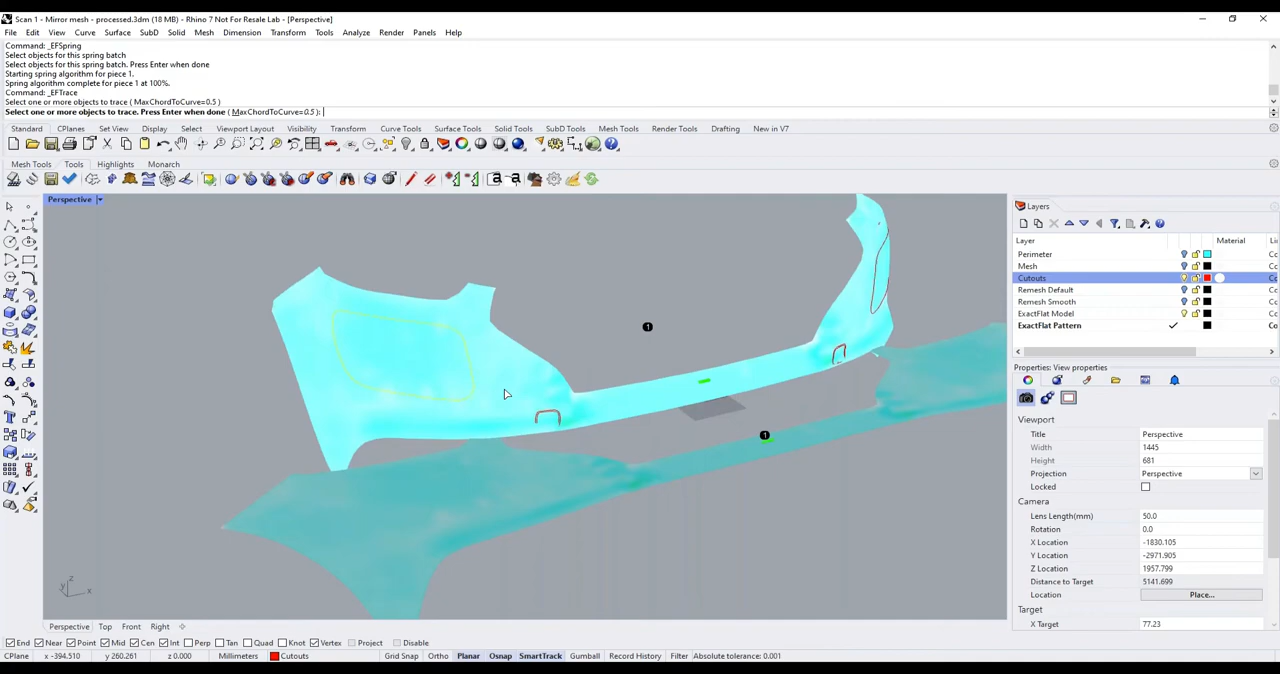 Scan 1 - Mirror mesh - processed.3dm (18 MB) - Rhino 7 Not For Resale Lab - [Perspective]
File Edit View Curve Surface SubD Solid Mesh Dimension Transform Tools Analyze Render Panels Help
Command: _EFSpring
Select objects for this spring batch
Select objects for this spring batch. Press Enter when done
Starting spring algorithm for piece 1.
Spring algorithm complete for piece 1 at 100%.
Command: _EFTrace
Select one or more objects to trace ( MaxChordToCurve=0.5 )
Select one or more objects to trace. Press Enter when done ( MaxChordToCurve=0.5 ):
Standard CPlanes Set View Display Select Viewport Layout Visibility Transform Curve Tools Surface Tools Solid Tools SubD Tools Mesh Tools Render Tools Drafting New in V7
Mesh Tools Tools Highlights Monarch
Perspective
1
1
Layers
Layer Material Li
Perimeter Cc
Mesh Cc
Cutouts Cc
Remesh Default Cc
Remesh Smooth Cc
ExactFlat Model Cc
ExactFlat Pattern Cc
Properties: View properties
Viewport
Title Perspective
Width 1445
Height 681
Projection Perspective
Locked
Camera
Lens Length(mm) 50.0
Rotation 0.0
X Location -1830.105
Y Location -2971.905
Z Location 1957.799
Distance to Target 5141.699
Location Place...
Target
X Target 77.23
z
y
x
Perspective Top Front Right
End Near Point Mid Cen Int Perp Tan Quad Knot Vertex Project Disable
CPlane x -394.510 y 260.261 z 0.000 Millimeters Cutouts Grid Snap Ortho Planar Osnap SmartTrack Gumball Record History Filter Absolute tolerance: 0.001